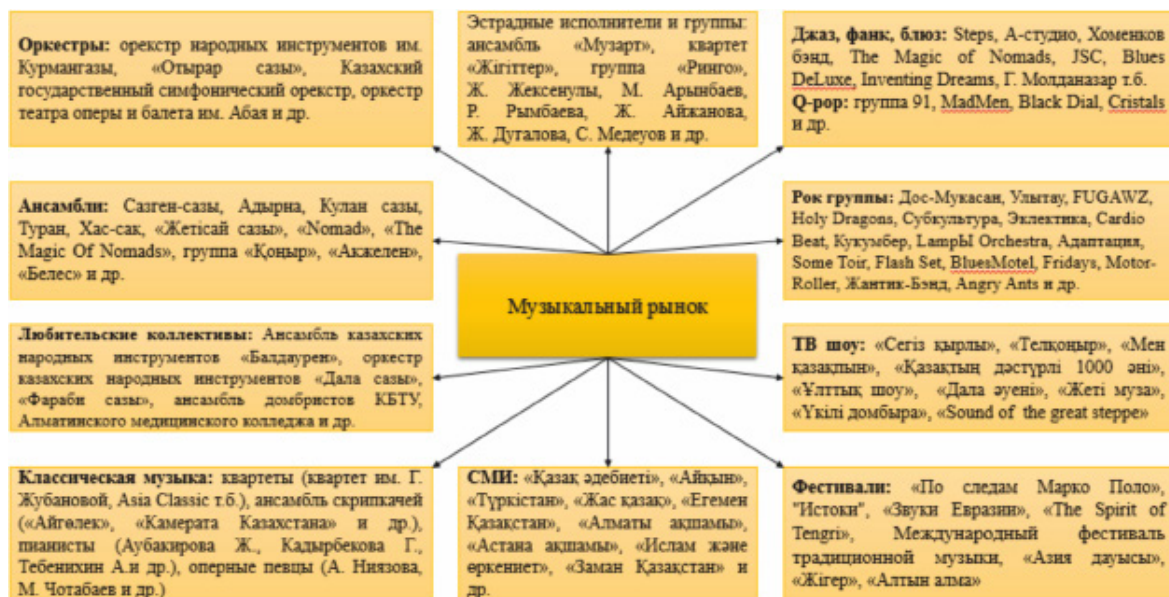 Оркестры: орекстр народных инструментов им.
Курмангазы, «Отырар сазы», Казахский
государственный симфонический орекстр, оркестр
театра оперы и балета им. Абая и др.
Эстрадные исполнители и группы:
ансамбль «Музарт», квартет
«Жігіттер», группа «Ринго»,
Ж. Жексенулы, М. Арынбаев,
Р. Рымбаева, Ж. Айжанова,
Ж. Дугалова, С. Медеуов и др.
Джаз, фанк, блюз: Steps, А-студио, Хоменков
бэнд, The Magic of Nomads, JSC, Blues
DeLuxe, Inventing Dreams, Г. Молданазар т.б.
Q-pop: группа 91, MadMen, Black Dial, Cristals
и др.
Ансамбли: Сазген-сазы, Адырна, Кулан сазы,
Туран, Хас-сак, «Жетісай сазы», «Nomad», «The
Magic Of Nomads», группа «Қоңыр», «Акжелен»,
«Белес» и др.
Рок группы: Дос-Мукасан, Улытау, FUGAWZ,
Holy Dragons, Субкультура, Эклектика, Cardio
Beat, Кукумбер, LampЫ Orchestra, Адаптация,
Some Toir, Flash Set, BluesMotel, Fridays, Motor-
Roller, Жантик-Бэнд, Angry Ants и др.
Музыкальный рынок
Любительские коллективы: Ансамбль казахских
народных инструментов «Балдаурен», оркестр
казахских народных инструментов «Дала сазы»,
«Фараби сазы», ансамбль домбристов КБТУ,
Алматинского медицинского колледжа и др.
ТВ шоу: «Сегіз қырлы», «Телқоңыр», «Мен
қазақпын», «Қазақтың дәстүрлі 1000 әні»,
«Ұлттық шоу», «Дала әуені», «Жеті муза»,
«Үкілі домбыра», «Sound of the great steppe»
Классическая музыка: квартеты (квартет им. Г.
Жубановой, Asia Classic т.б.), ансамбль скрипкачей
(«Айгөлек», «Камерата Казахстана» и др.),
пианисты (Аубакирова Ж., Кадырбекова Г.,
Тебенихин А.и др.), оперные певцы (А. Ниязова,
М. Чотабаев и др.)
СМИ: «Қазақ әдебиеті», «Айқын»,
«Түркістан», «Жас қазақ», «Егемен
Қазақстан», «Алматы ақшамы»,
«Астана ақшамы», «Ислам және
өркениет», «Заман Қазақстан» и
др.
Фестивали: «По следам Марко Поло»,
"Истоки", «Звуки Евразии», «The Spirit of
Tengri», Международный фестиваль
традиционной музыки, «Азия дауысы»,
«Жігер», «Алтын алма»